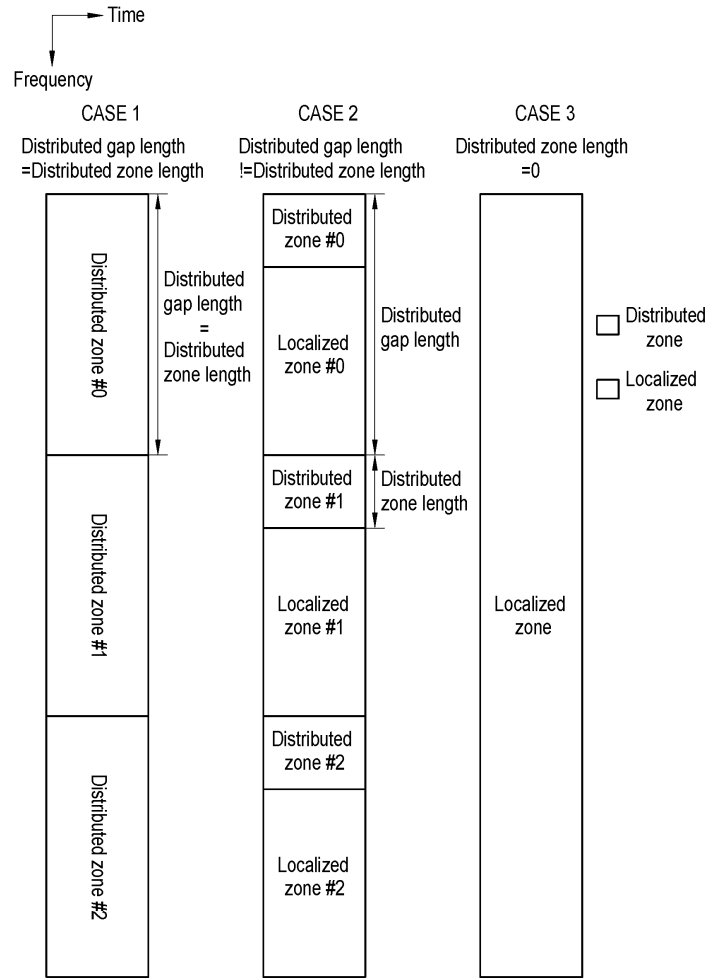 Time
Frequency
CASE 1
Distributed gap length
=Distributed zone length
CASE 2
Distributed gap length
!=Distributed zone length
CASE 3
Distributed zone length
=0
Distributed zone #0
Distributed zone #1
Distributed zone #2
Distributed
gap length
=
Distributed
zone length
Distributed
zone #0
Localized
zone #0
Distributed
zone #1
Localized
zone #1
Distributed
zone #2
Localized
zone #2
Distributed
gap length
Distributed
zone length
Localized
zone
Distributed
zone
Localized
zone